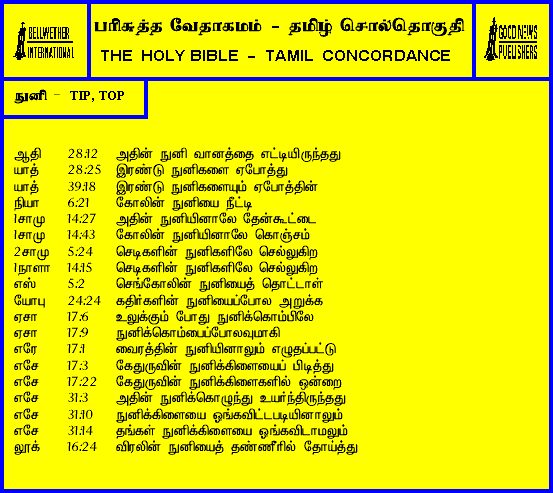 BELLWETHER
INTERNATIONAL
பரிசுத்த வேதாகமம் - தமிழ் சொல்தொகுதி
THE HOLY BIBLE - TAMIL CONCORDANCE
GOOD NEWS
PUBLISHERS
நுனி - TIP, TOP
ஆதி 28:12 அதின் நுனி வானத்தை எட்டியிருந்தது
யாத் 28:25 இரண்டு நுனிகளை ஏபோத்து
யாத் 39:18 இரண்டு நுனிகளையும் ஏபோத்தின்
நியா 6:21 கோலின் நுனியை நீட்டி
1சாமு 14:27 அதின் நுனியினாலே தேன்கூட்டை
1சாமு 14:43 கோலின் நுனியினாலே கொஞ்சம்
2சாமு 5:24 செடிகளின் நுனிகளிலே செல்லுகிற
1நாளா 14:15 செடிகளின் நுனிகளிலே செல்லுகிற
எஸ் 5:2 செங்கோலின் நுனியைத் தொட்டாள்
யோபு 24:24 கதிர்களின் நுனியைப்போல அறுக்க
ஏசா 17:6 உலுக்கும் போது நுனிக்கொம்பிலே
ஏசா 17:9 நுனிக்கொம்பைப்போலவுமாகி
எரே 17:1 வைரத்தின் நுனியினாலும் எழுதப்பட்டு
எசே 17:3 கேதுருவின் நுனிக்கிளையைப் பிடித்து
எசே 17:22 கேதுருவின் நுனிக்கிளைகளில் ஒன்றை
எசே 31:3 அதின் நுனிக்கொழுந்து உயர்ந்திருந்தது
எசே 31:10 நுனிக்கிளையை ஓங்கவிட்டபடியினாலும்
எசே 31:14 தங்கள் நுனிக்கிளையை ஓங்கவிடாமலும்
லூக் 16:24 விரலின் நுனியைத் தண்ணீரில் தோய்த்து